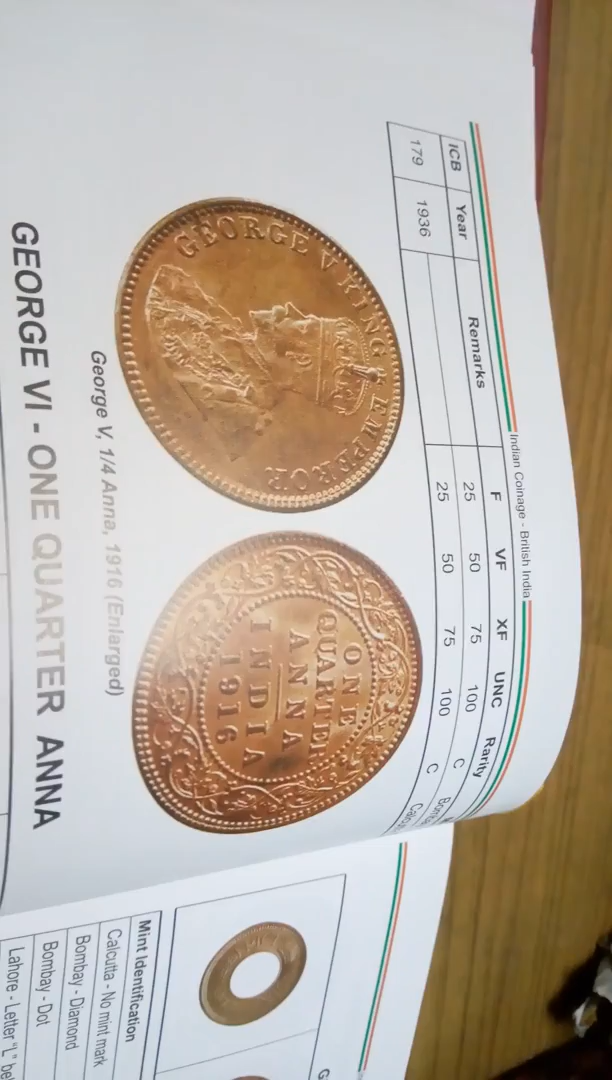 Indian Coinage - British India
ICB Year Remarks F VF XF UNC Rarity
25 50 75 100 C
179 1936 25 50 75 100 C
GEORGE V KING EMPEROR
ONE
QUARTER
ANNA
INDIA
1916
George V, 1/4 Anna, 1916 (Enlarged)
GEORGE VI - ONE QUARTER ANNA
Mint Identification
Calcutta - No mint mark
Bombay - Diamond
Bombay - Dot
Lahore - Letter "L"